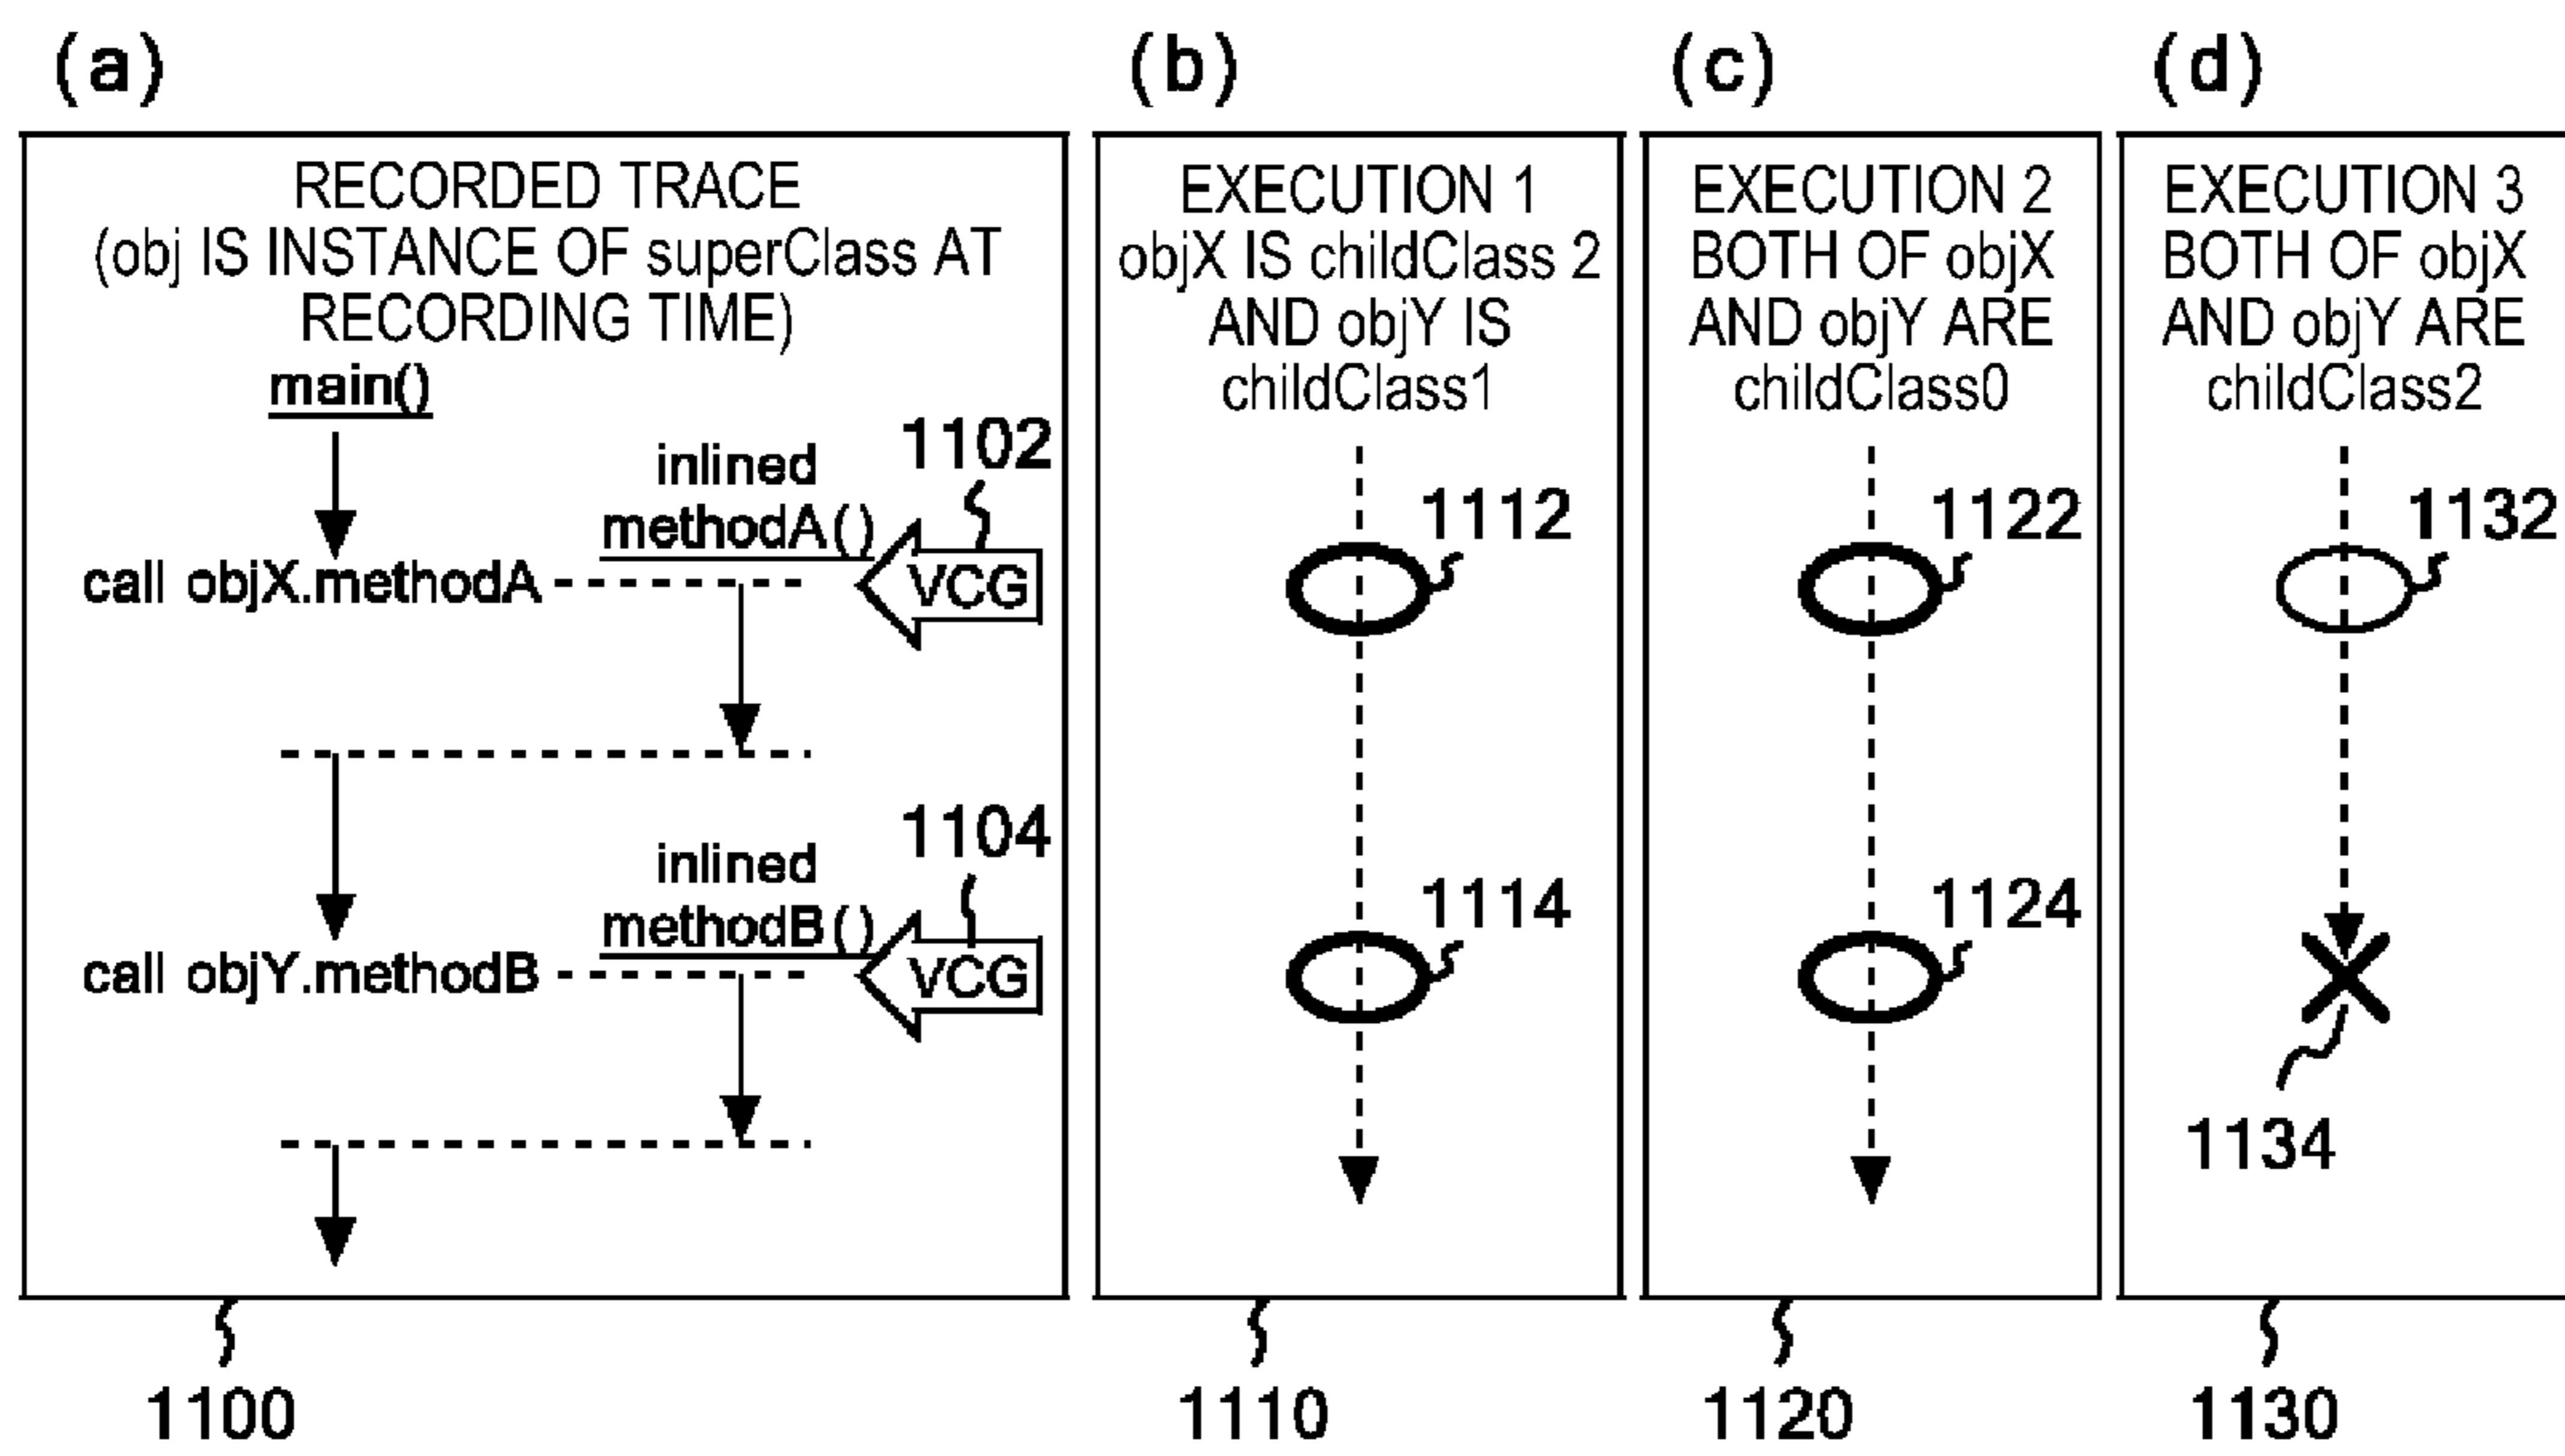 (a)
RECORDED TRACE
(obj IS INSTANCE OF superClass AT
RECORDING TIME)
main()
inlined
methodA()
1102
call objX.methodA
VCG
inlined
methodB()
1104
call objY.methodB
VCG
1100
(b)
EXECUTION 1
objX IS childClass 2
AND objY IS
childClass1
1112
1114
1110
(c)
EXECUTION 2
BOTH OF objX
AND objY ARE
childClass0
1122
1124
1120
(d)
EXECUTION 3
BOTH OF objX
AND objY ARE
childClass2
1132
1134
1130